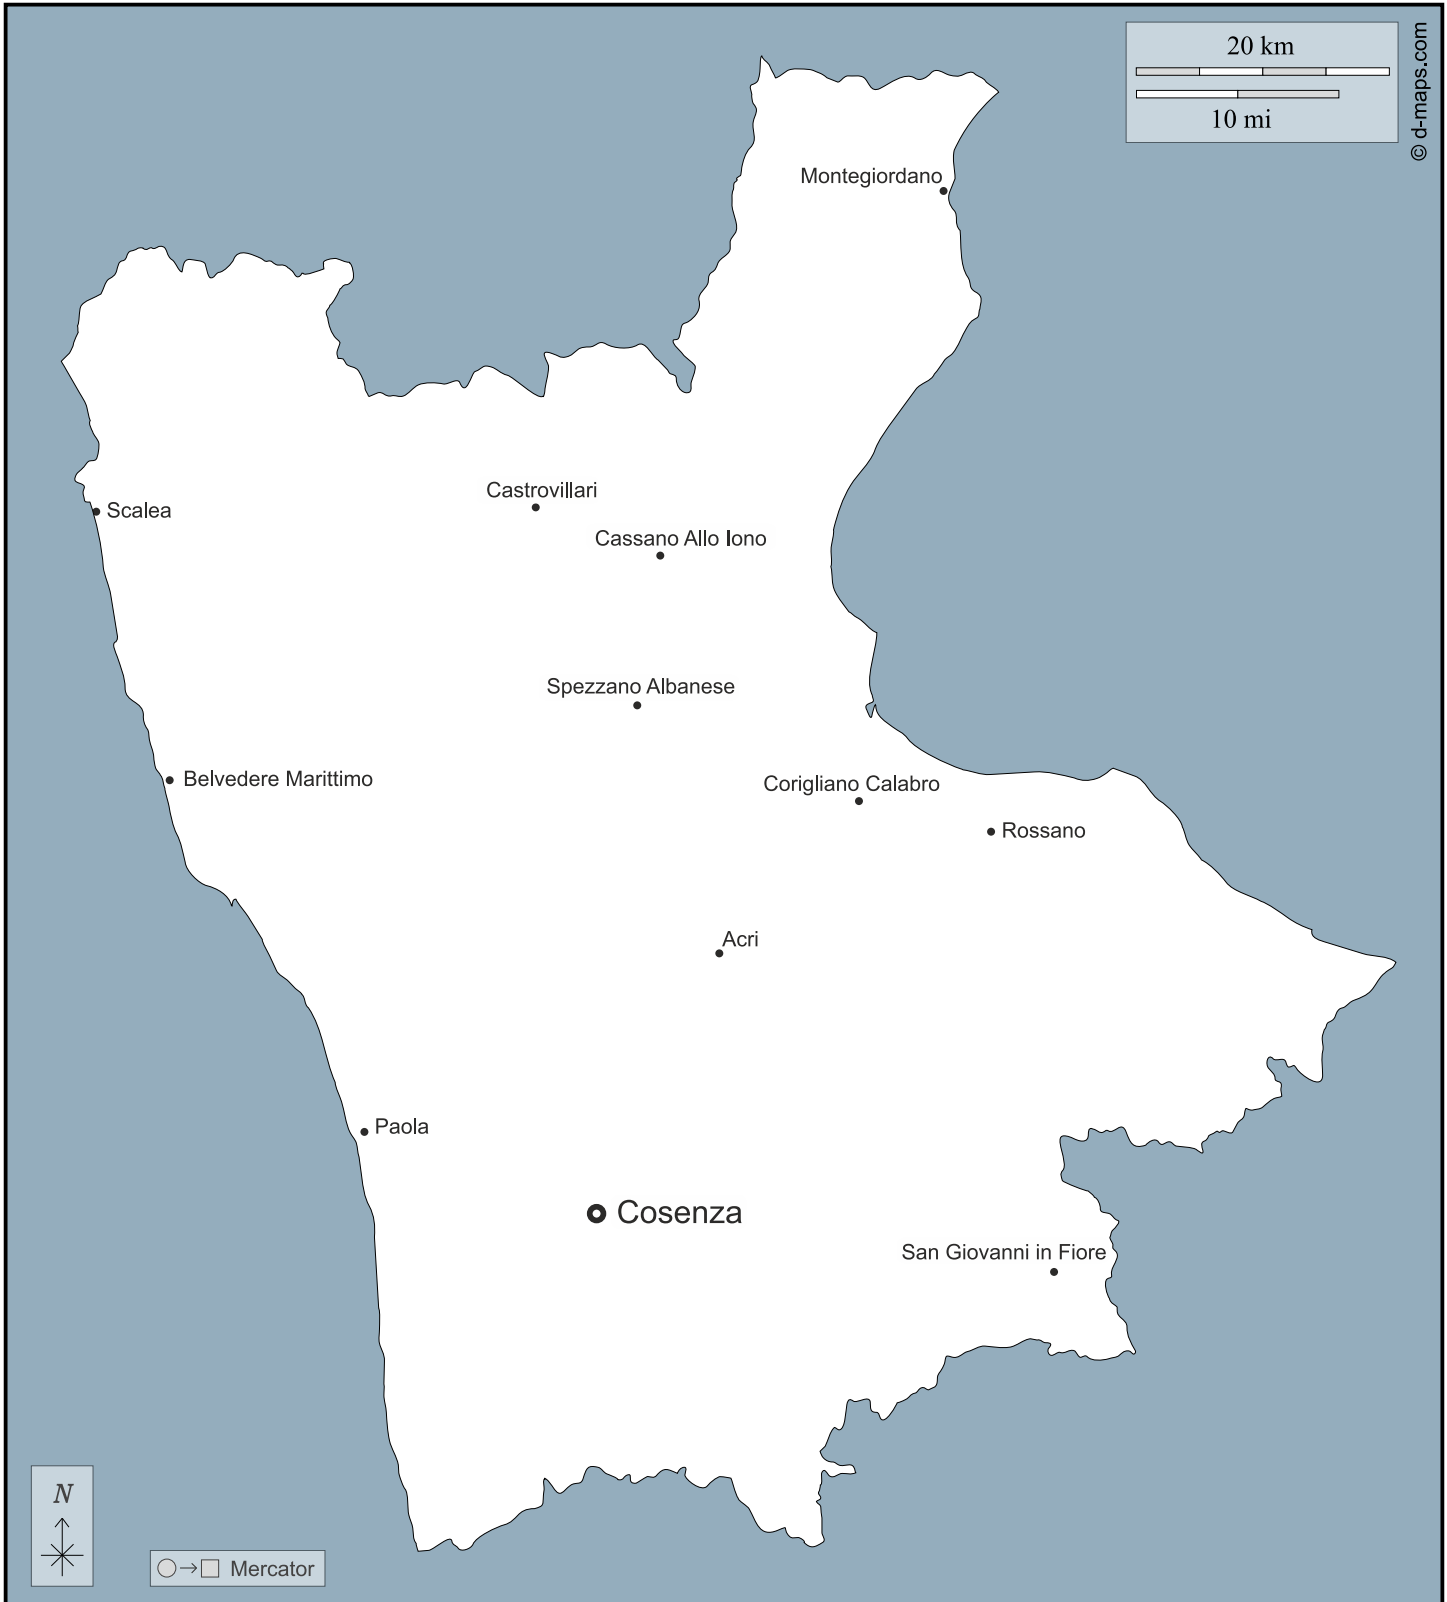 20 km
10 mi
© d-maps.com
Montegiordano
Castrovillari
Scalea
Cassano Allo Iono
Spezzano Albanese
Belvedere Marittimo
Corigliano Calabro
Rossano
Acri
Paola
Cosenza
San Giovanni in Fiore
N
Mercator